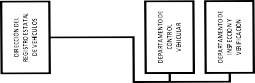 DIRECCIÓN DEL
REGISTRO ESTATAL
DE VEHÍCULOS
DEPARTAMENTO DE
CONTROL
VEHICULAR
DEPARTAMENTO DE
INSPECCIÓN Y
VERIFICACIÓN